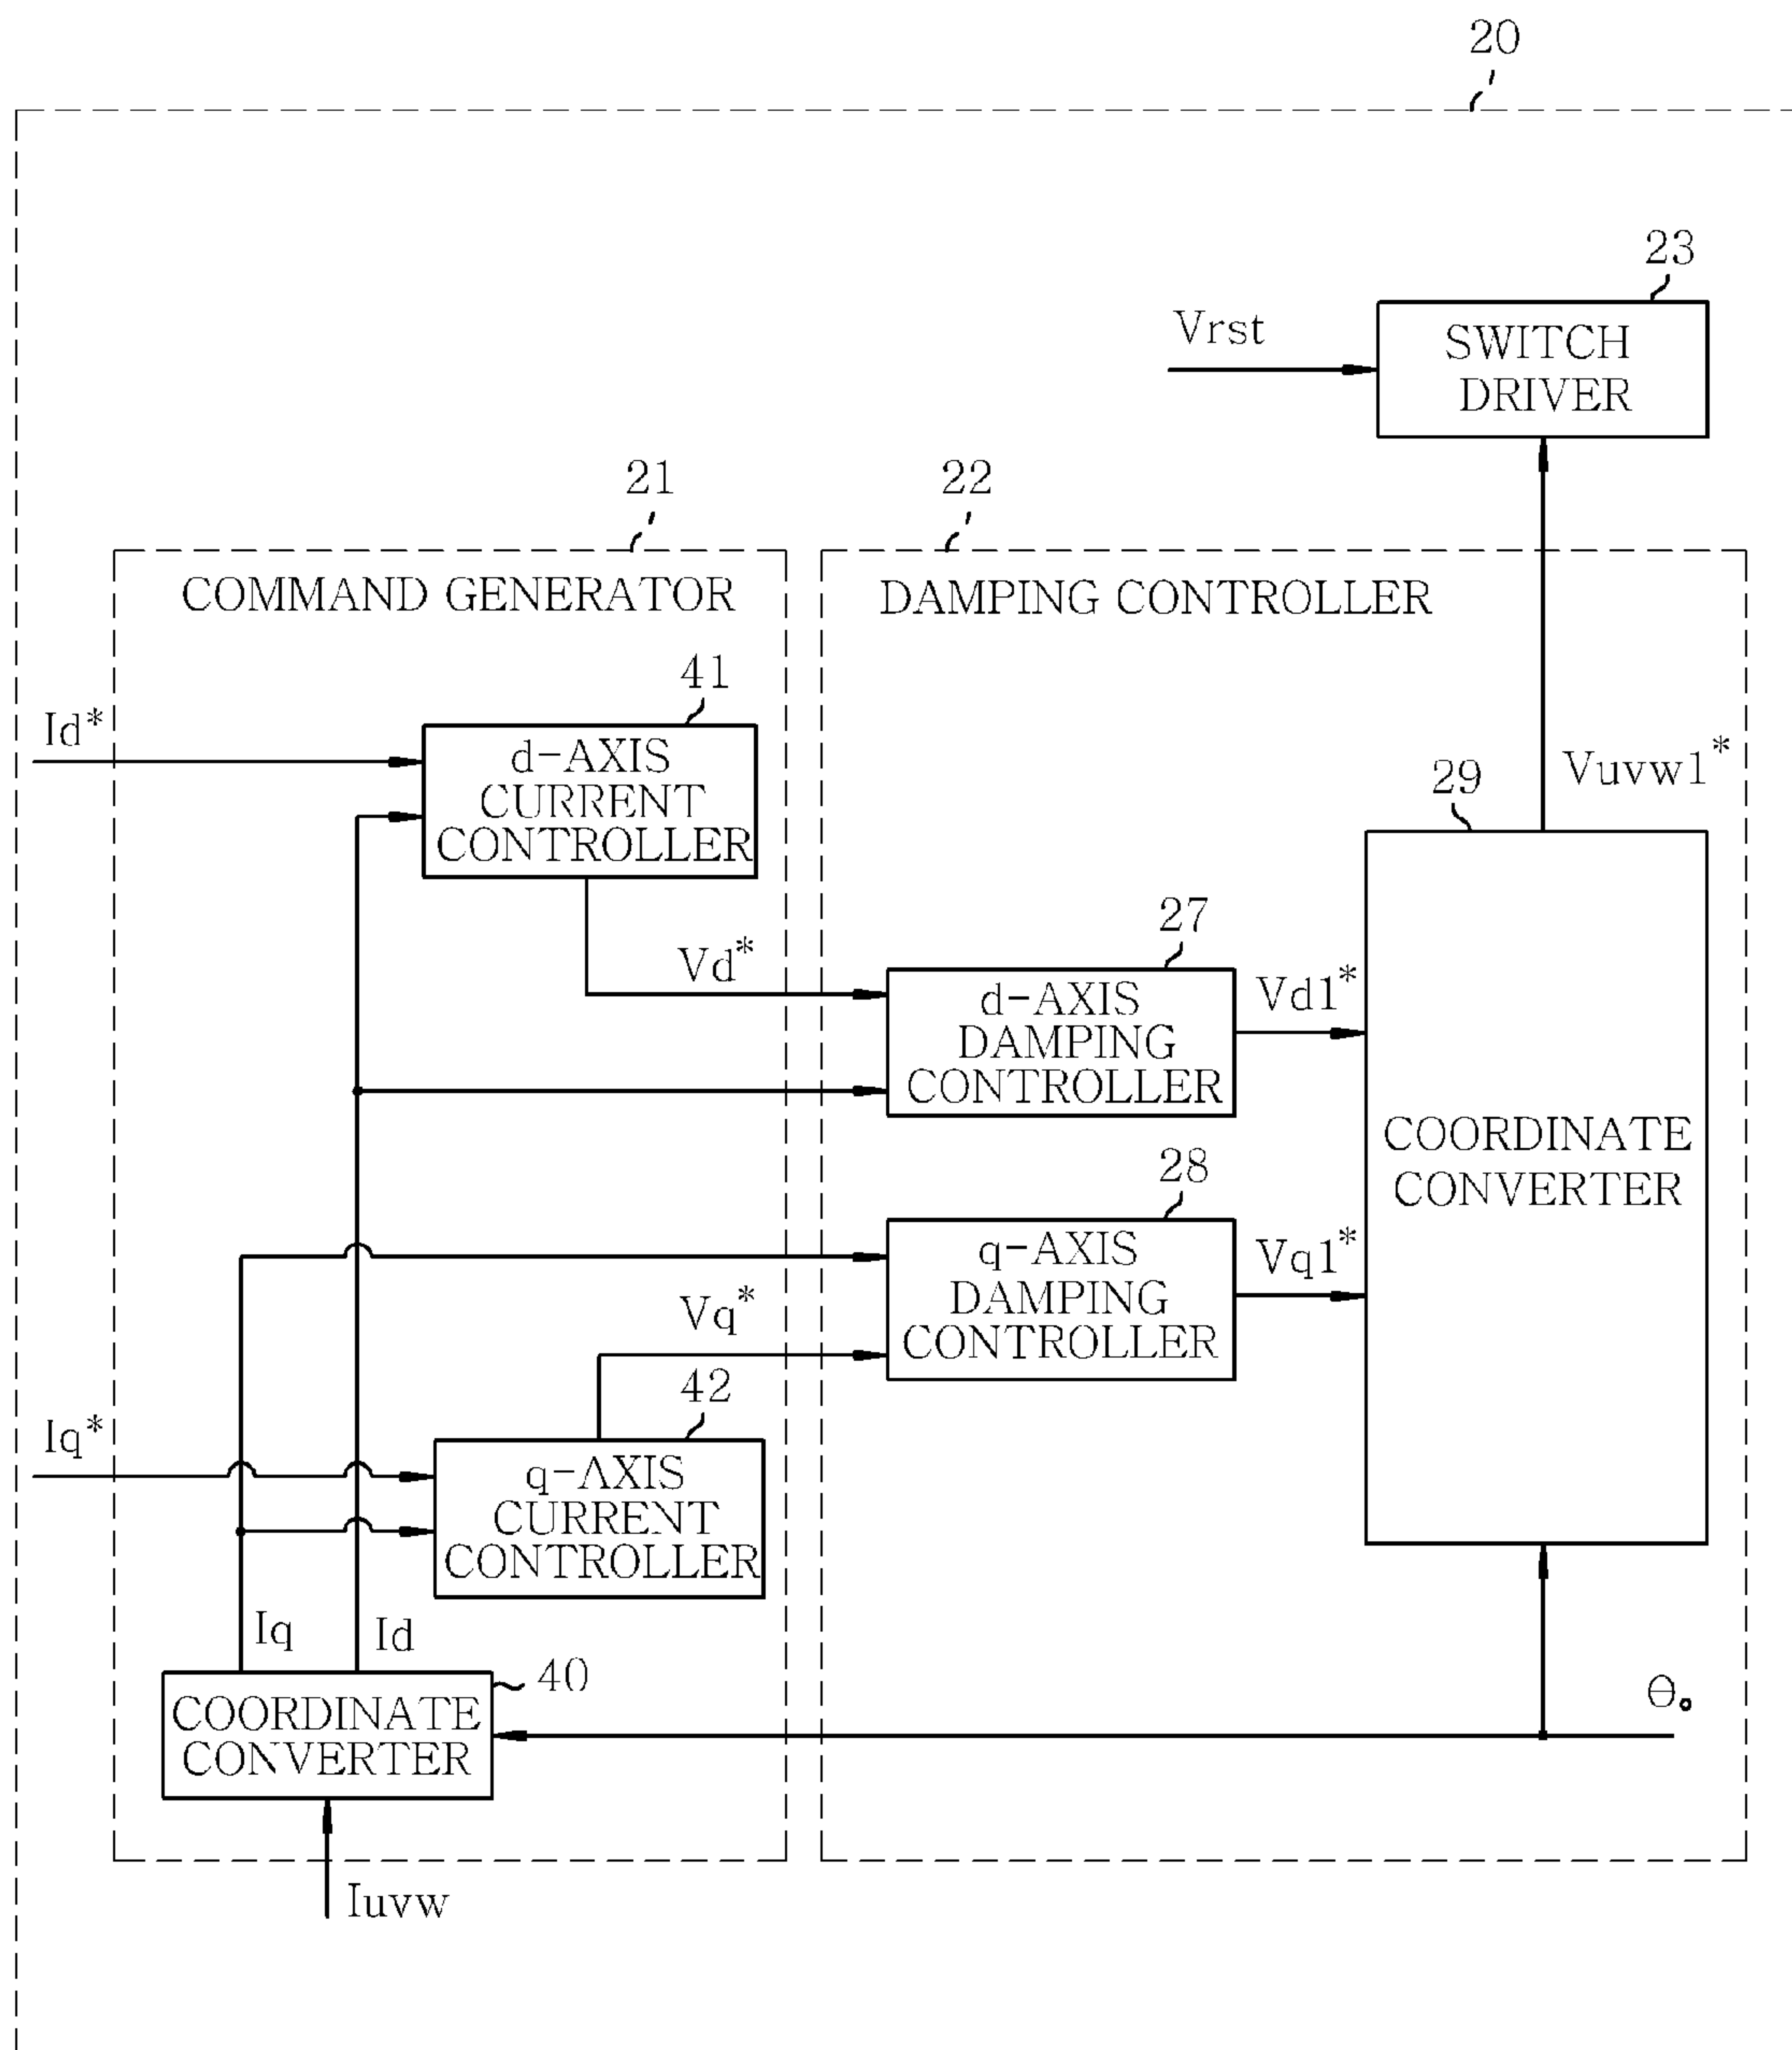 20
23
Vrst
SWITCH
DRIVER
21
22
COMMAND GENERATOR
DAMPING CONTROLLER
41
Id*
d-AXIS
CURRENT
CONTROLLER
29
Vuvw1*
27
Vd*
d-AXIS
DAMPING
CONTROLLER
Vd1*
COORDINATE
CONVERTER
28
q-AXIS
DAMPING
CONTROLLER
Vq1*
Vq*
42
Iq*
q-AXIS
CURRENT
CONTROLLER
Iq
Id
40
COORDINATE
CONVERTER
θo
Iuvw